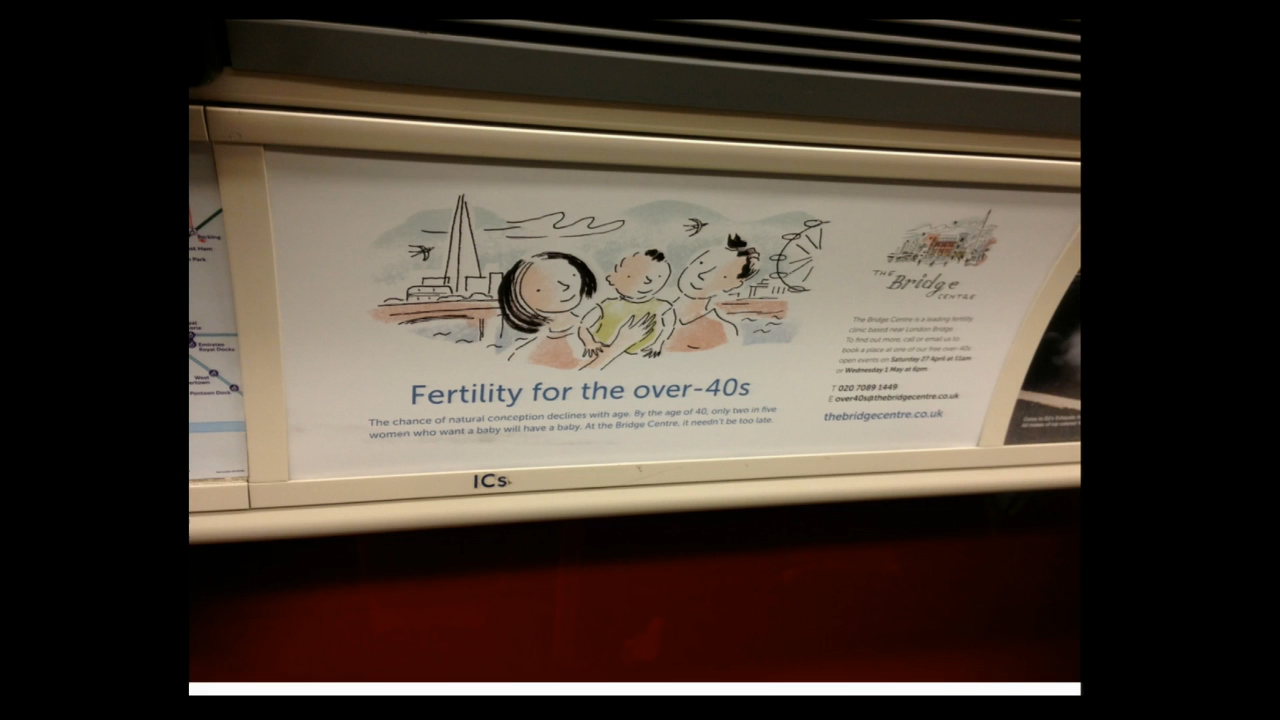 Fertility for the over-40s
The chance of natural conception declines with age. By the age of 40, only two in five
women who want a baby will have a baby. At the Bridge Centre, it needn't be too late.
THE
Bridge
CENTRE
The Bridge Centre is a leading fertility
clinic based near London Bridge
To find out more, call or email us to
book a place at one of our free over-40s
open events on Saturday 27 April at 11am
or Wednesday 1 May at 6pm
T 020 7089 1449
E over40s@thebridgecentre.co.uk
thebridgecentre.co.uk
ICs
Royal Docks
West
Pontoon Dock